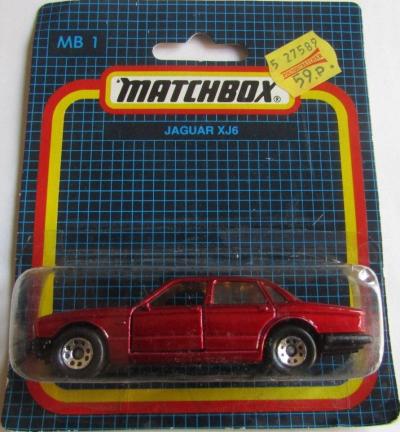 MB 1
5 27589
59.P.
MATCHBOX®
JAGUAR XJ6